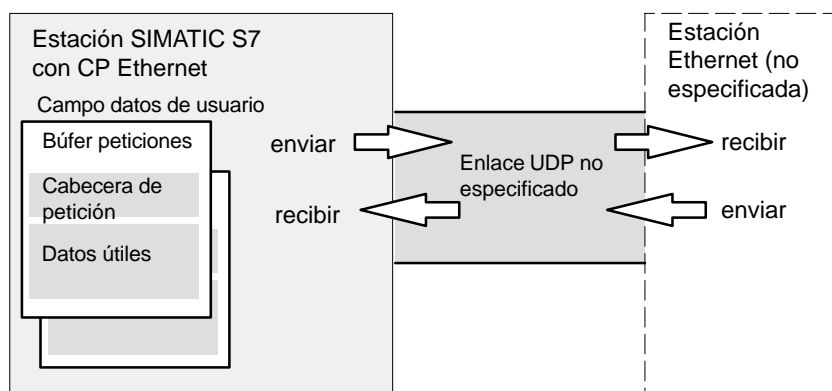 Estación SIMATIC S7
con CP Ethernet
Campo datos de usuario
Búfer peticiones
Cabecera de
petición
Datos útiles
enviar
recibir
Enlace UDP no
especificado
Estación
Ethernet (no
especificada)
recibir
enviar